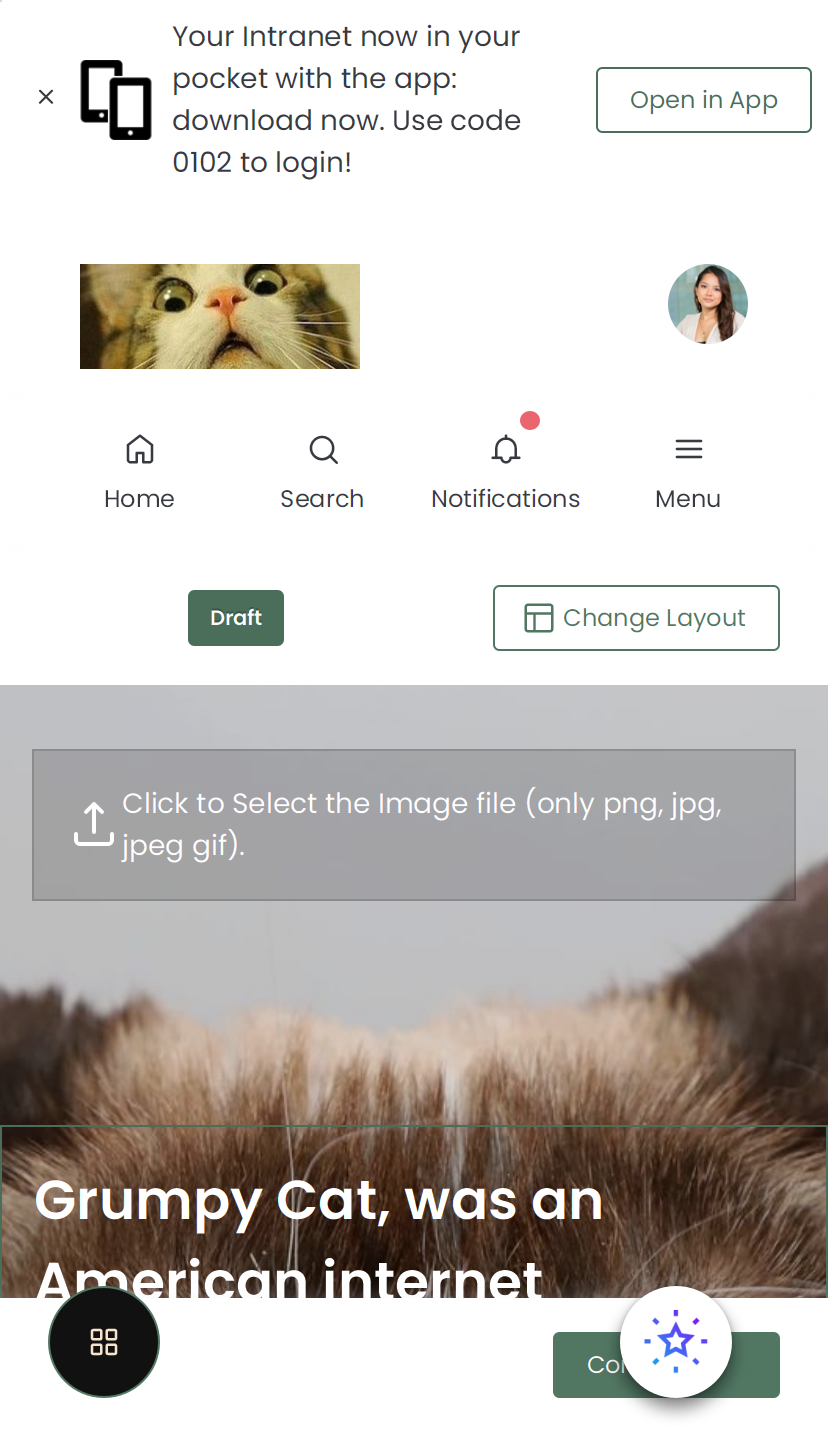 Your Intranet now in your
pocket with the app:
download now. Use code
0102 to login!
Open in App
Home
Search
Notifications
Menu
Draft
Change Layout
Click to Select the Image file (only png, jpg,
jpeg gif).
Grumpy Cat, was an
American internet